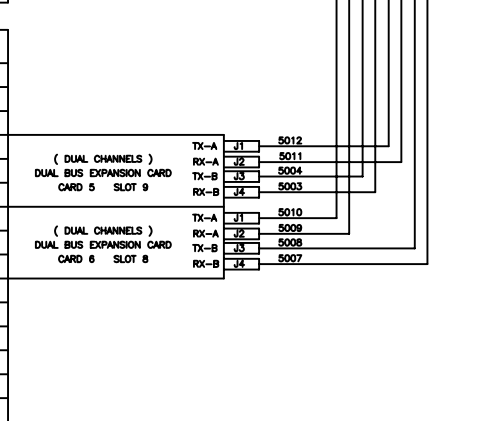 TX-A J1 5012
( DUAL CHANNELS ) RX-A J2 5011
DUAL BUS EXPANSION CARD TX-B J3 5004
CARD 5 SLOT 9 RX-B J4 5003
TX-A J1 5010
( DUAL CHANNELS ) RX-A J2 5009
DUAL BUS EXPANSION CARD TX-B J3 5008
CARD 6 SLOT 8 RX-B J4 5007